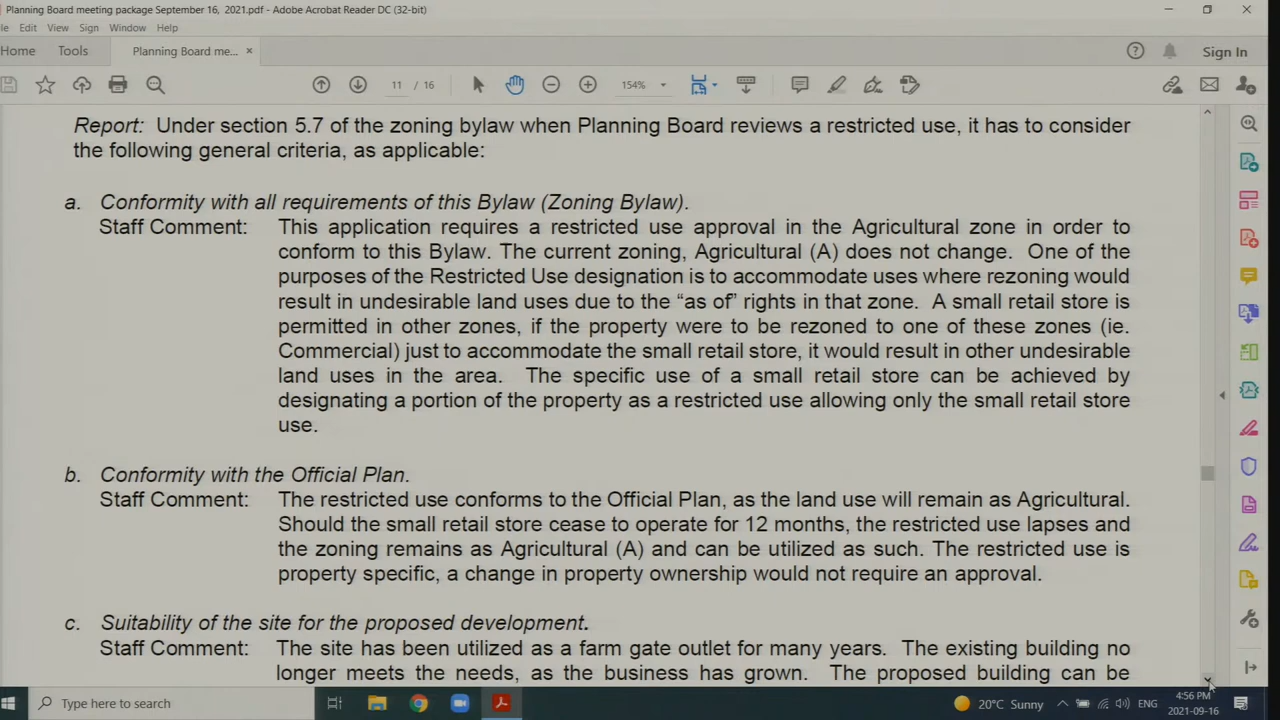 Planning Board meeting package September 16, 2021.pdf - Adobe Acrobat Reader DC (32-bit)
Edit View Sign Window Help
Home Tools Planning Board me... × Sign In
11 / 16 154%
Report: Under section 5.7 of the zoning bylaw when Planning Board reviews a restricted use, it has to consider
the following general criteria, as applicable:
a. Conformity with all requirements of this Bylaw (Zoning Bylaw).
Staff Comment: This application requires a restricted use approval in the Agricultural zone in order to
conform to this Bylaw. The current zoning, Agricultural (A) does not change. One of the
purposes of the Restricted Use designation is to accommodate uses where rezoning would
result in undesirable land uses due to the “as of” rights in that zone. A small retail store is
permitted in other zones, if the property were to be rezoned to one of these zones (ie.
Commercial) just to accommodate the small retail store, it would result in other undesirable
land uses in the area. The specific use of a small retail store can be achieved by
designating a portion of the property as a restricted use allowing only the small retail store
use.
b. Conformity with the Official Plan.
Staff Comment: The restricted use conforms to the Official Plan, as the land use will remain as Agricultural.
Should the small retail store cease to operate for 12 months, the restricted use lapses and
the zoning remains as Agricultural (A) and can be utilized as such. The restricted use is
property specific, a change in property ownership would not require an approval.
c. Suitability of the site for the proposed development.
Staff Comment: The site has been utilized as a farm gate outlet for many years. The existing building no
longer meets the needs, as the business has grown. The proposed building can be
Type here to search 20°C Sunny ENG 4:56 PM
2021-09-16